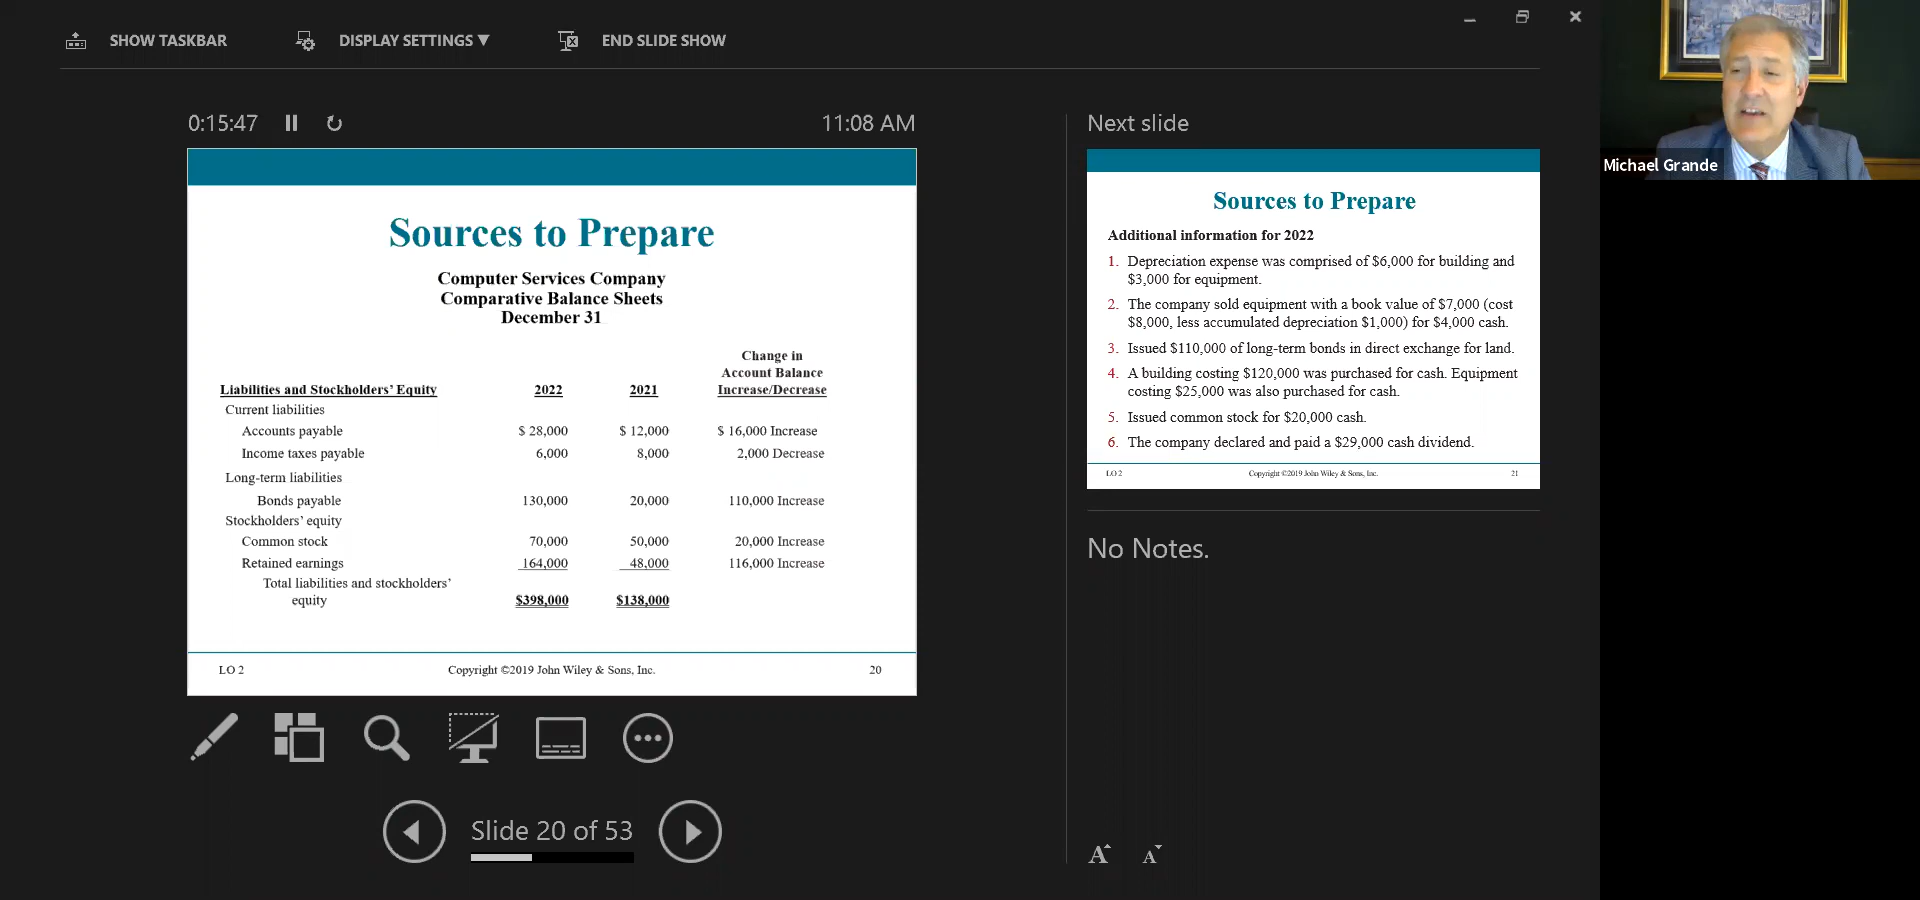 SHOW TASKBAR DISPLAY SETTINGS ▼ END SLIDE SHOW
0:15:47 11:08 AM
Sources to Prepare
Computer Services Company
Comparative Balance Sheets
December 31
Change in
Account Balance
Liabilities and Stockholders' Equity 2022 2021 Increase/Decrease
Current liabilities
Accounts payable $ 28,000 $ 12,000 $ 16,000 Increase
Income taxes payable 6,000 8,000 2,000 Decrease
Long-term liabilities
Bonds payable 130,000 20,000 110,000 Increase
Stockholders' equity
Common stock 70,000 50,000 20,000 Increase
Retained earnings 164,000 48,000 116,000 Increase
Total liabilities and stockholders'
equity $398,000 $138,000
LO 2 Copyright ©2019 John Wiley & Sons, Inc. 20
Slide 20 of 53
Next slide
Sources to Prepare
Additional information for 2022
1. Depreciation expense was comprised of $6,000 for building and
$3,000 for equipment.
2. The company sold equipment with a book value of $7,000 (cost
$8,000, less accumulated depreciation $1,000) for $4,000 cash.
3. Issued $110,000 of long-term bonds in direct exchange for land.
4. A building costing $120,000 was purchased for cash. Equipment
costing $25,000 was also purchased for cash.
5. Issued common stock for $20,000 cash.
6. The company declared and paid a $29,000 cash dividend.
LO 2 Copyright ©2019 John Wiley & Sons, Inc. 21
No Notes.
A A
Michael Grande